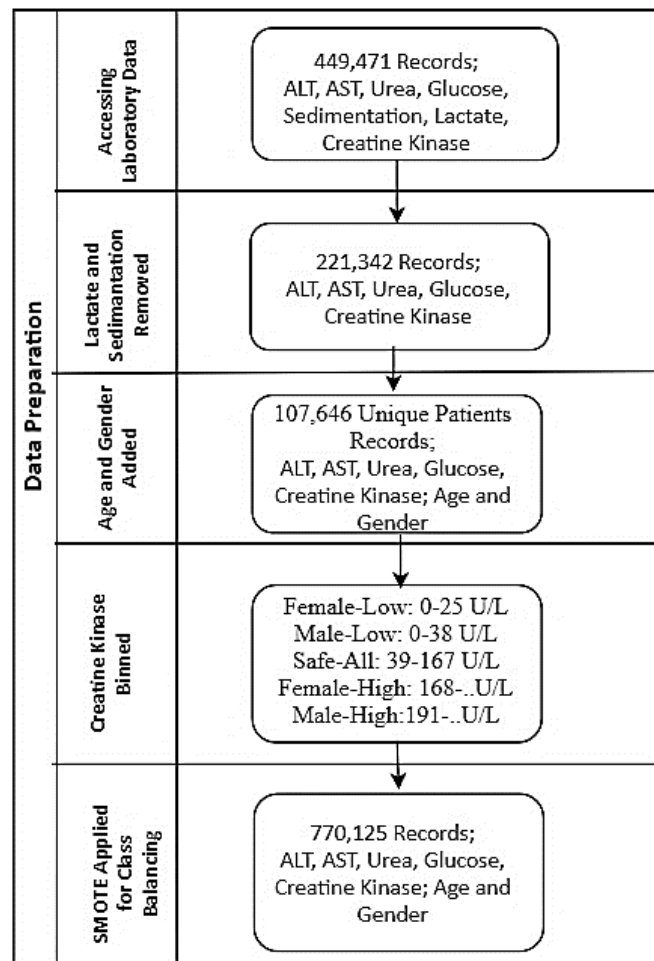 Data Preparation
Accessing
Laboratory Data
449,471 Records;
ALT, AST, Urea, Glucose,
Sedimentation, Lactate,
Creatine Kinase
Lactate and
Sedimantation
Removed
221,342 Records;
ALT, AST, Urea, Glucose,
Creatine Kinase
Age and Gender
Added
107,646 Unique Patients
Records;
ALT, AST, Urea, Glucose,
Creatine Kinase; Age and
Gender
Creatine Kinase
Binned
Female-Low: 0-25 U/L
Male-Low: 0-38 U/L
Safe-All: 39-167 U/L
Female-High: 168-..U/L
Male-High:191-..U/L
SMOTE Applied
for Class
Balancing
770,125 Records;
ALT, AST, Urea, Glucose,
Creatine Kinase; Age and
Gender